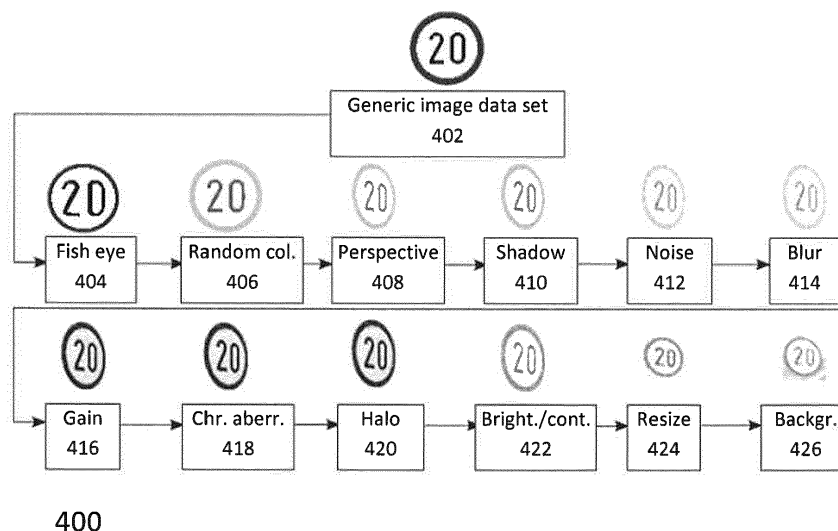 20
Generic image data set
402
20 20 20 20 20 20
Fish eye Random col. Perspective Shadow Noise Blur
404 406 408 410 412 414
20 20 20 20 20 20
Gain Chr. aberr. Halo Bright./cont. Resize Backgr.
416 418 420 422 424 426
400